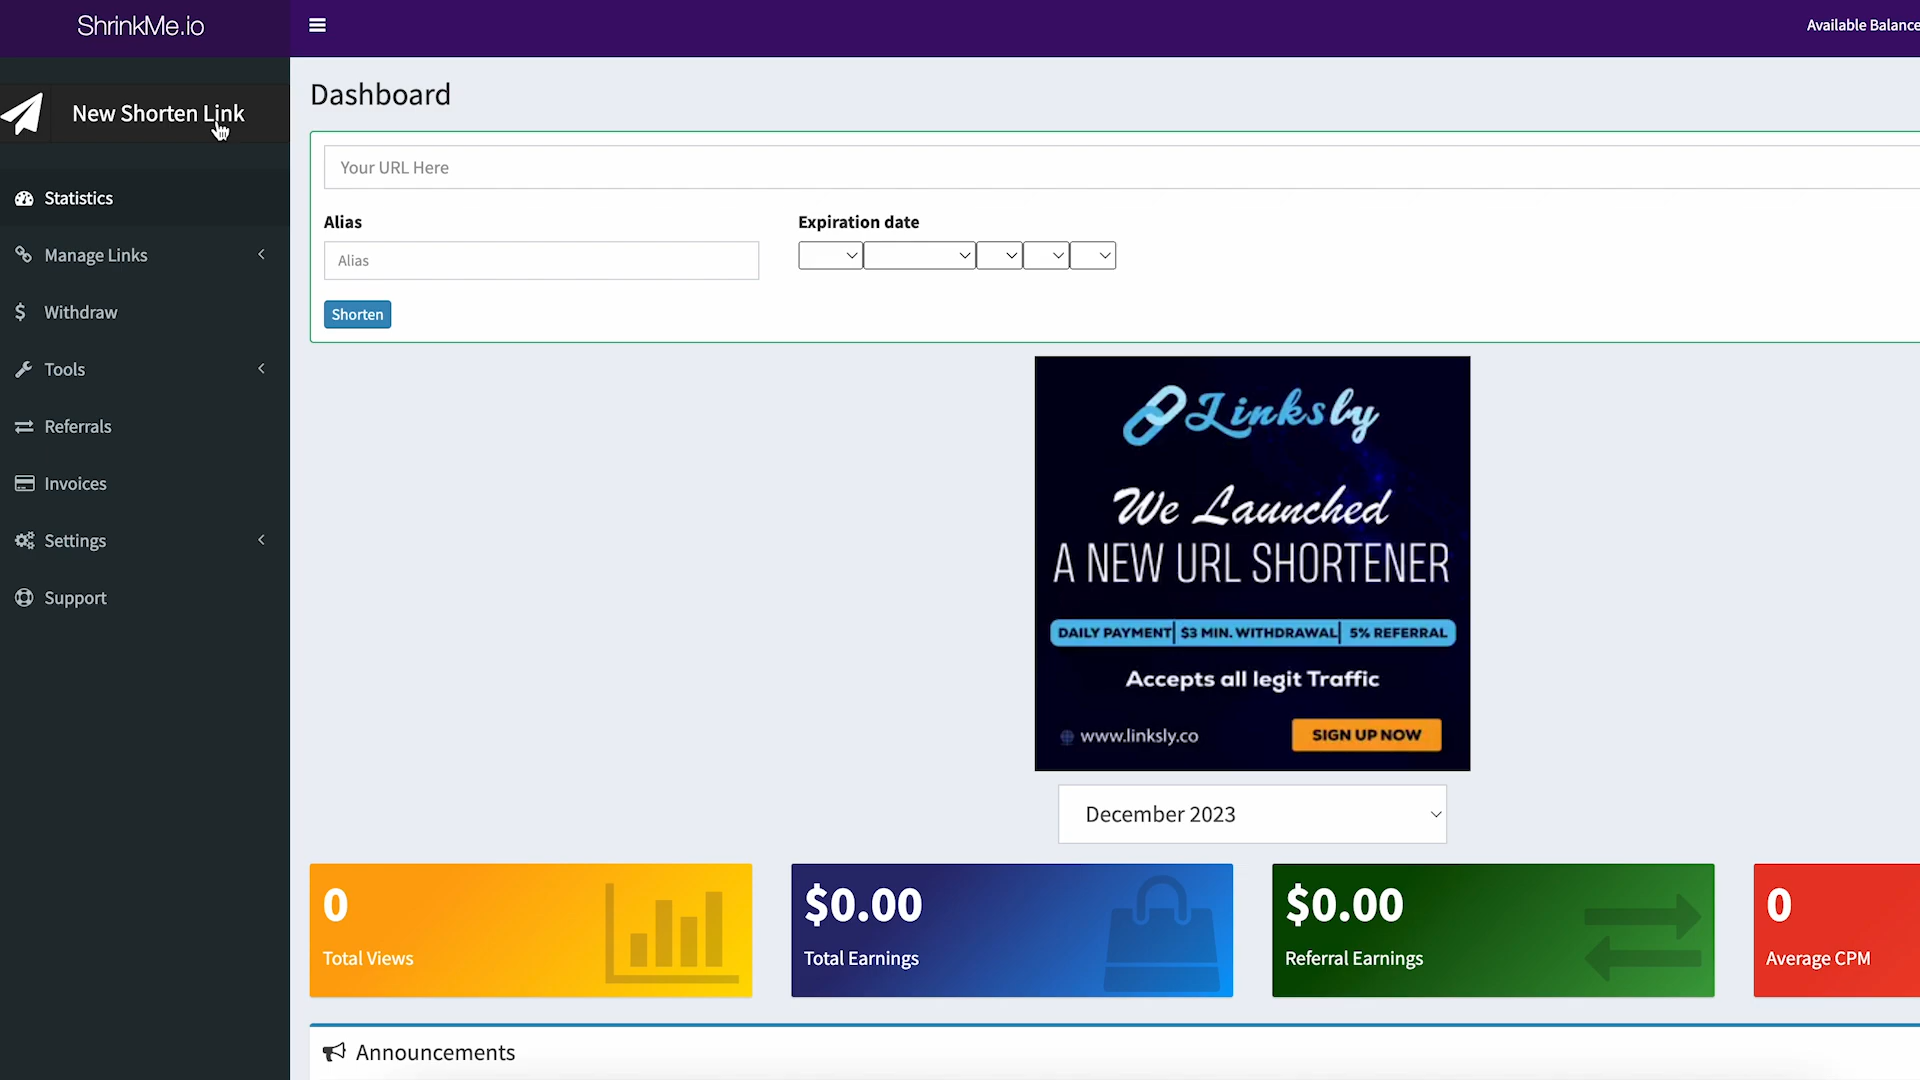 ShrinkMe.io
Available Balance
New Shorten Link
Statistics
Manage Links
Withdraw
Tools
Referrals
Invoices
Settings
Support
Dashboard
Your URL Here
Alias
Expiration date
Alias
Shorten
Linksly
We Launched
A NEW URL SHORTENER
DAILY PAYMENT | $3 MIN. WITHDRAWAL | 5% REFERRAL
Accepts all legit Traffic
www.linksly.co
SIGN UP NOW
December 2023
0
Total Views
$0.00
Total Earnings
$0.00
Referral Earnings
0
Average CPM
Announcements